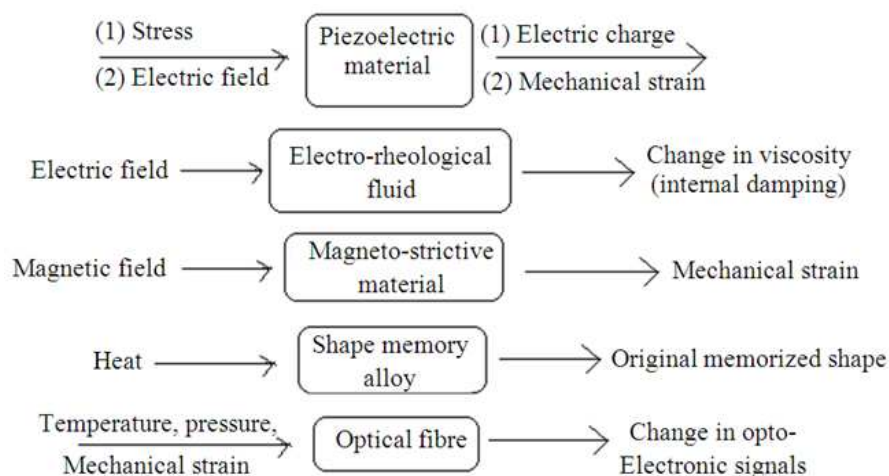 (1) Stress
(2) Electric field
Piezoelectric
material
(1) Electric charge
(2) Mechanical strain
Electric field
Electro-rheological
fluid
Change in viscosity
(internal damping)
Magnetic field
Magneto-strictive
material
Mechanical strain
Heat
Shape memory
alloy
Original memorized shape
Temperature, pressure,
Mechanical strain
Optical fibre
Change in opto-
Electronic signals